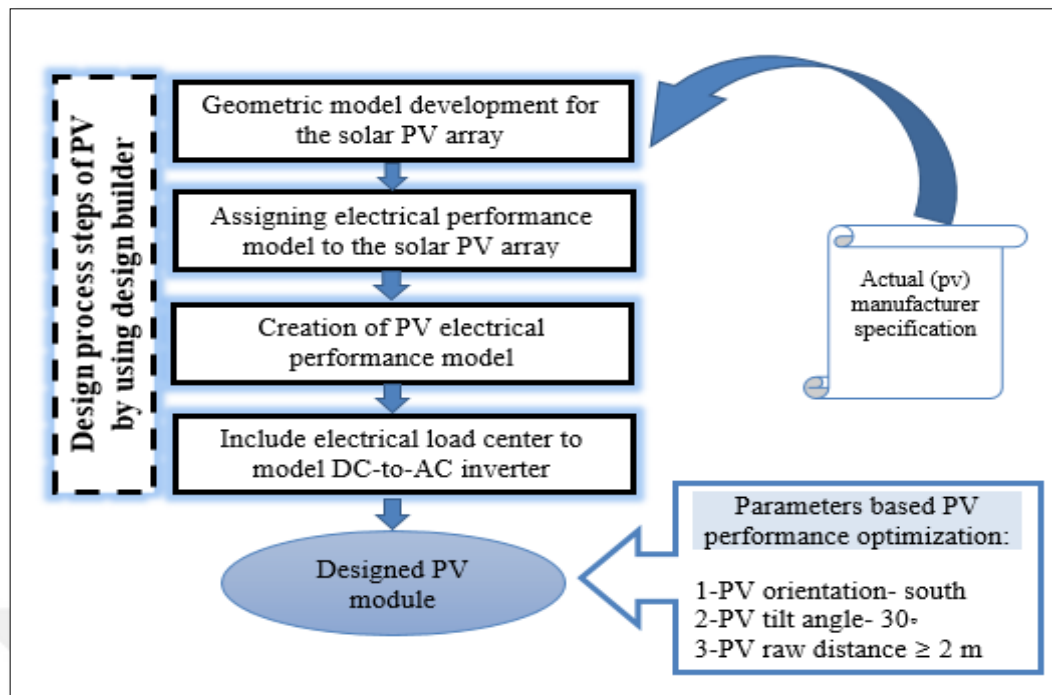 Design process steps of PV
by using design builder
Geometric model development for
the solar PV array
Assigning electrical performance
model to the solar PV array
Creation of PV electrical
performance model
Include electrical load center to
model DC-to-AC inverter
Designed PV
module
Actual (pv)
manufacturer
specification
Parameters based PV
performance optimization:
1-PV orientation- south
2-PV tilt angle- 30◦
3-PV raw distance ≥ 2 m